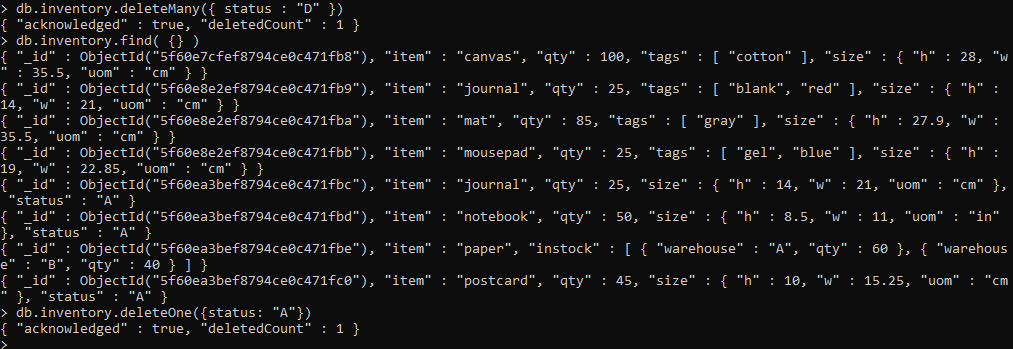 > db.inventory.deleteMany({ status : "D" })
{ "acknowledged" : true, "deletedCount" : 1 }
> db.inventory.find( {} )
{ "_id" : ObjectId("5f60e7cfef8794ce0c471fb8"), "item" : "canvas", "qty" : 100, "tags" : [ "cotton" ], "size" : { "h" : 28, "w
" : 35.5, "uom" : "cm" } }
{ "_id" : ObjectId("5f60e8e2ef8794ce0c471fb9"), "item" : "journal", "qty" : 25, "tags" : [ "blank", "red" ], "size" : { "h" :
14, "w" : 21, "uom" : "cm" } }
{ "_id" : ObjectId("5f60e8e2ef8794ce0c471fba"), "item" : "mat", "qty" : 85, "tags" : [ "gray" ], "size" : { "h" : 27.9, "w" :
35.5, "uom" : "cm" } }
{ "_id" : ObjectId("5f60e8e2ef8794ce0c471fbb"), "item" : "mousepad", "qty" : 25, "tags" : [ "gel", "blue" ], "size" : { "h" :
19, "w" : 22.85, "uom" : "cm" } }
{ "_id" : ObjectId("5f60ea3bef8794ce0c471fbc"), "item" : "journal", "qty" : 25, "size" : { "h" : 14, "w" : 21, "uom" : "cm" },
"status" : "A" }
{ "_id" : ObjectId("5f60ea3bef8794ce0c471fbd"), "item" : "notebook", "qty" : 50, "size" : { "h" : 8.5, "w" : 11, "uom" : "in"
}, "status" : "A" }
{ "_id" : ObjectId("5f60ea3bef8794ce0c471fbe"), "item" : "paper", "instock" : [ { "warehouse" : "A", "qty" : 60 }, { "warehous
e" : "B", "qty" : 40 } ] }
{ "_id" : ObjectId("5f60ea3bef8794ce0c471fc0"), "item" : "postcard", "qty" : 45, "size" : { "h" : 10, "w" : 15.25, "uom" : "cm
" }, "status" : "A" }
> db.inventory.deleteOne({status: "A"})
{ "acknowledged" : true, "deletedCount" : 1 }
>